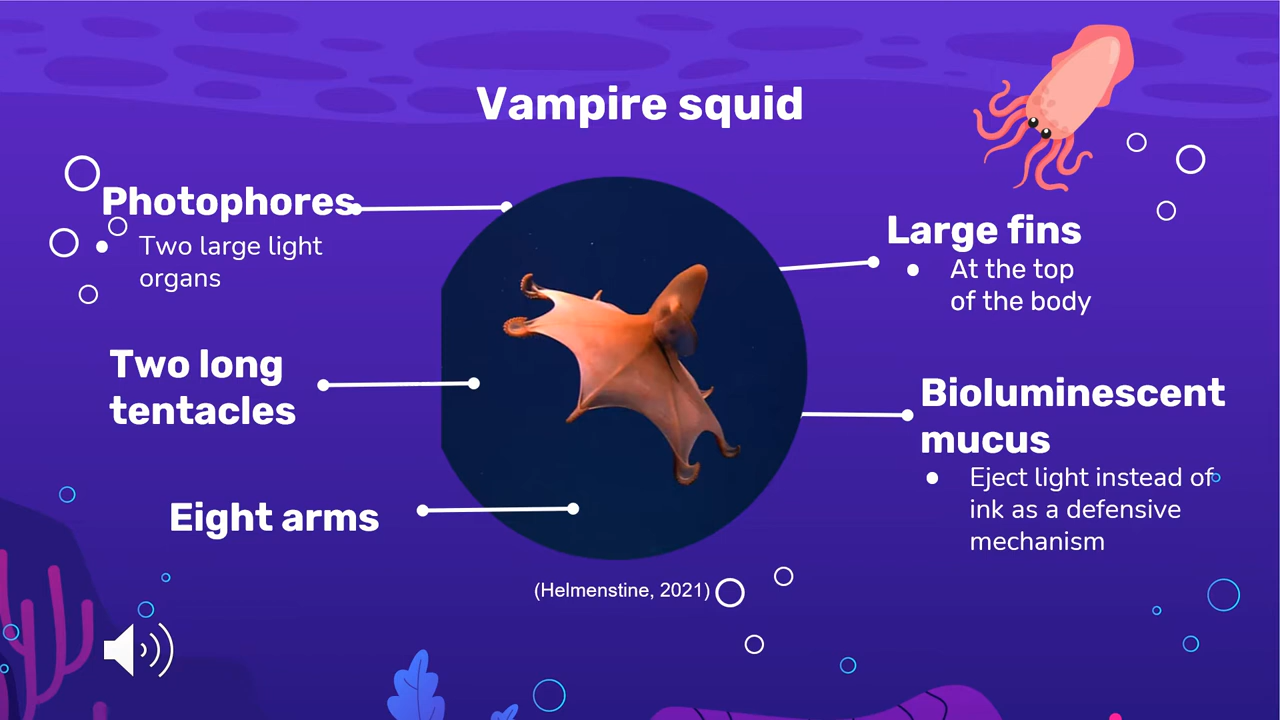 Vampire squid
Photophores
● Two large light
organs
Two long
tentacles
Eight arms
Large fins
● At the top
of the body
Bioluminescent
mucus
● Eject light instead of
ink as a defensive
mechanism
(Helmenstine, 2021)